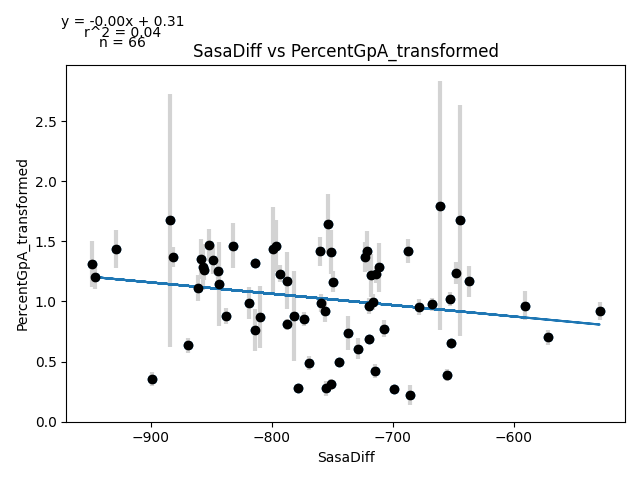 y = -0.00x + 0.31
r^2 = 0.04
n = 66
SasaDiff vs PercentGpA_transformed
2.5
2.0
1.5
1.0
0.5
0.0
PercentGpA_transformed
−900
−800
−700
−600
SasaDiff